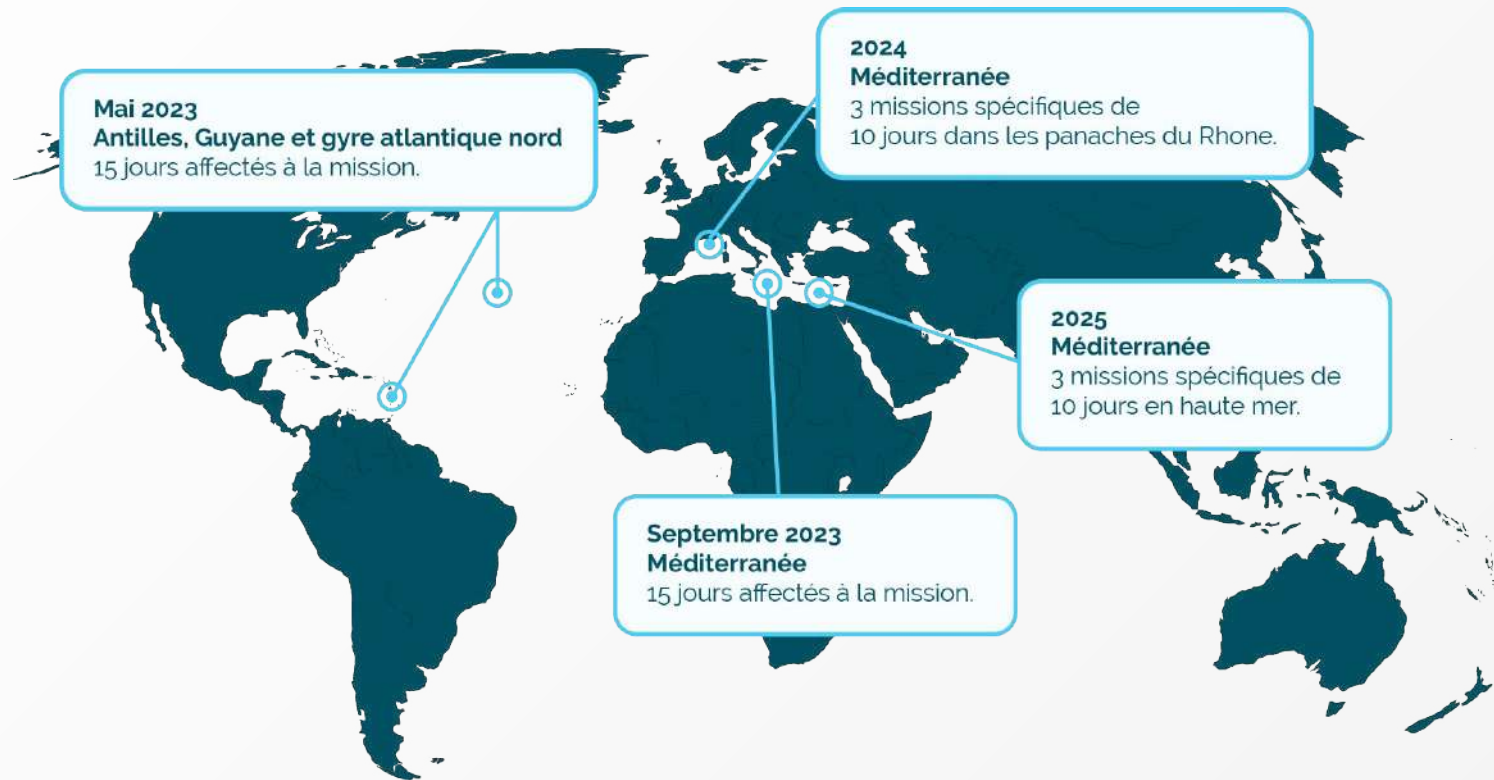 Mai 2023
Antilles, Guyane et gyre atlantique nord
15 jours affectés à la mission.
2024
Méditerranée
3 missions spécifiques de
10 jours dans les panaches du Rhone.
2025
Méditerranée
3 missions spécifiques de
10 jours en haute mer.
Septembre 2023
Méditerranée
15 jours affectés à la mission.